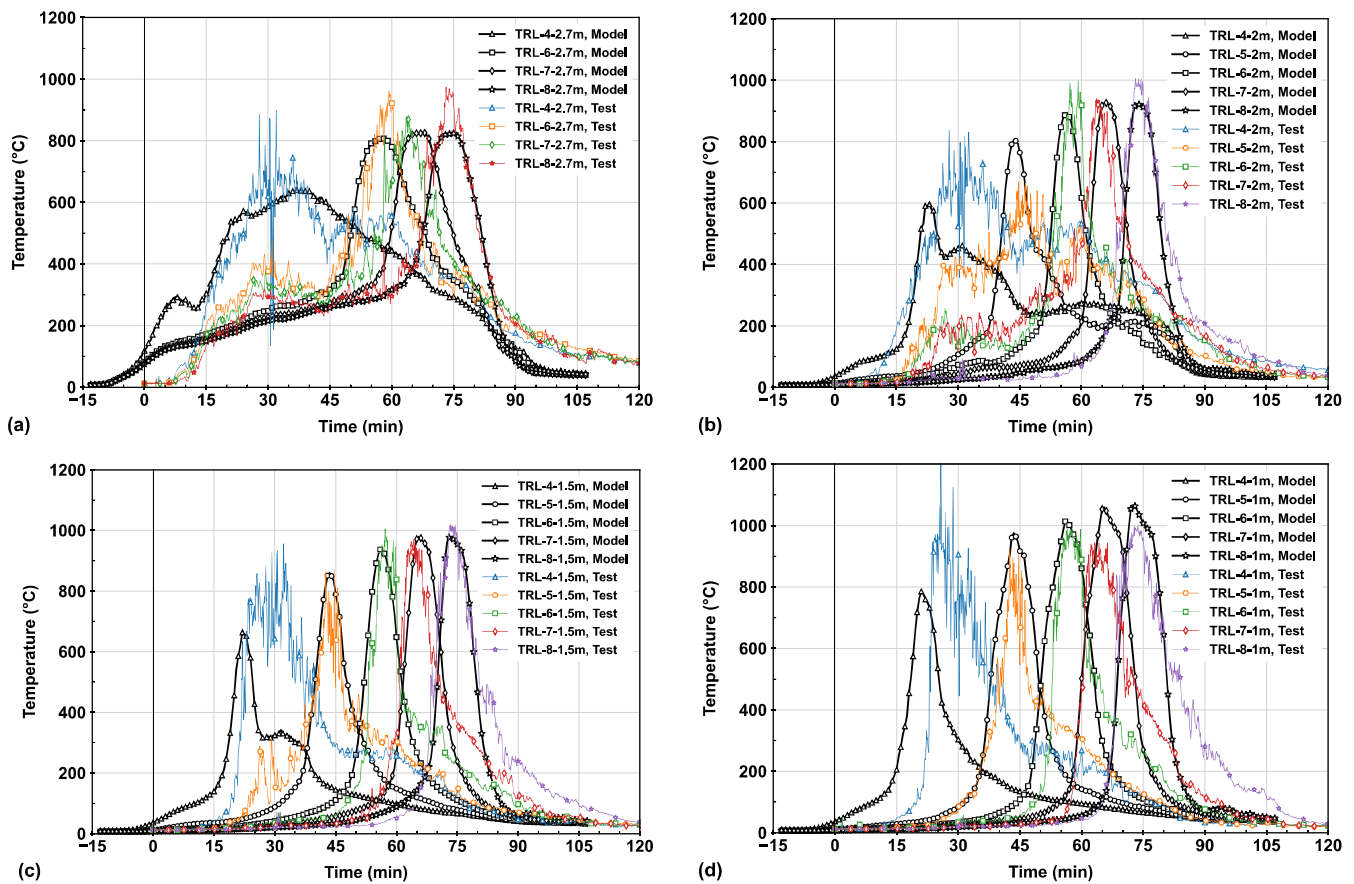 1200
1000
800
600
400
200
0
Temperature (°C)
−15 0 15 30 45 60 75 90 105 120
Time (min)
(a)
TRL-4-2.7m, Model
TRL-6-2.7m, Model
TRL-7-2.7m, Model
TRL-8-2.7m, Model
TRL-4-2.7m, Test
TRL-6-2.7m, Test
TRL-7-2.7m, Test
TRL-8-2.7m, Test
1200
1000
800
600
400
200
0
Temperature (°C)
−15 0 15 30 45 60 75 90 105 120
Time (min)
(b)
TRL-4-2m, Model
TRL-5-2m, Model
TRL-6-2m, Model
TRL-7-2m, Model
TRL-8-2m, Model
TRL-4-2m, Test
TRL-5-2m, Test
TRL-6-2m, Test
TRL-7-2m, Test
TRL-8-2m, Test
1200
1000
800
600
400
200
0
Temperature (°C)
−15 0 15 30 45 60 75 90 105 120
Time (min)
(c)
TRL-4-1.5m, Model
TRL-5-1.5m, Model
TRL-6-1.5m, Model
TRL-7-1.5m, Model
TRL-8-1.5m, Model
TRL-4-1.5m, Test
TRL-5-1.5m, Test
TRL-6-1.5m, Test
TRL-7-1.5m, Test
TRL-8-1.5m, Test
1200
1000
800
600
400
200
0
Temperature (°C)
−15 0 15 30 45 60 75 90 105 120
Time (min)
(d)
TRL-4-1m, Model
TRL-5-1m, Model
TRL-6-1m, Model
TRL-7-1m, Model
TRL-8-1m, Model
TRL-4-1m, Test
TRL-5-1m, Test
TRL-6-1m, Test
TRL-7-1m, Test
TRL-8-1m, Test